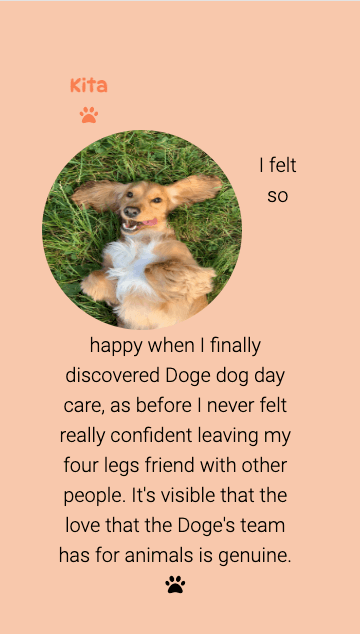 Kita
I felt
so
happy when I finally
discovered Doge dog day
care, as before I never felt
really confident leaving my
four legs friend with other
people. It's visible that the
love that the Doge's team
has for animals is genuine.